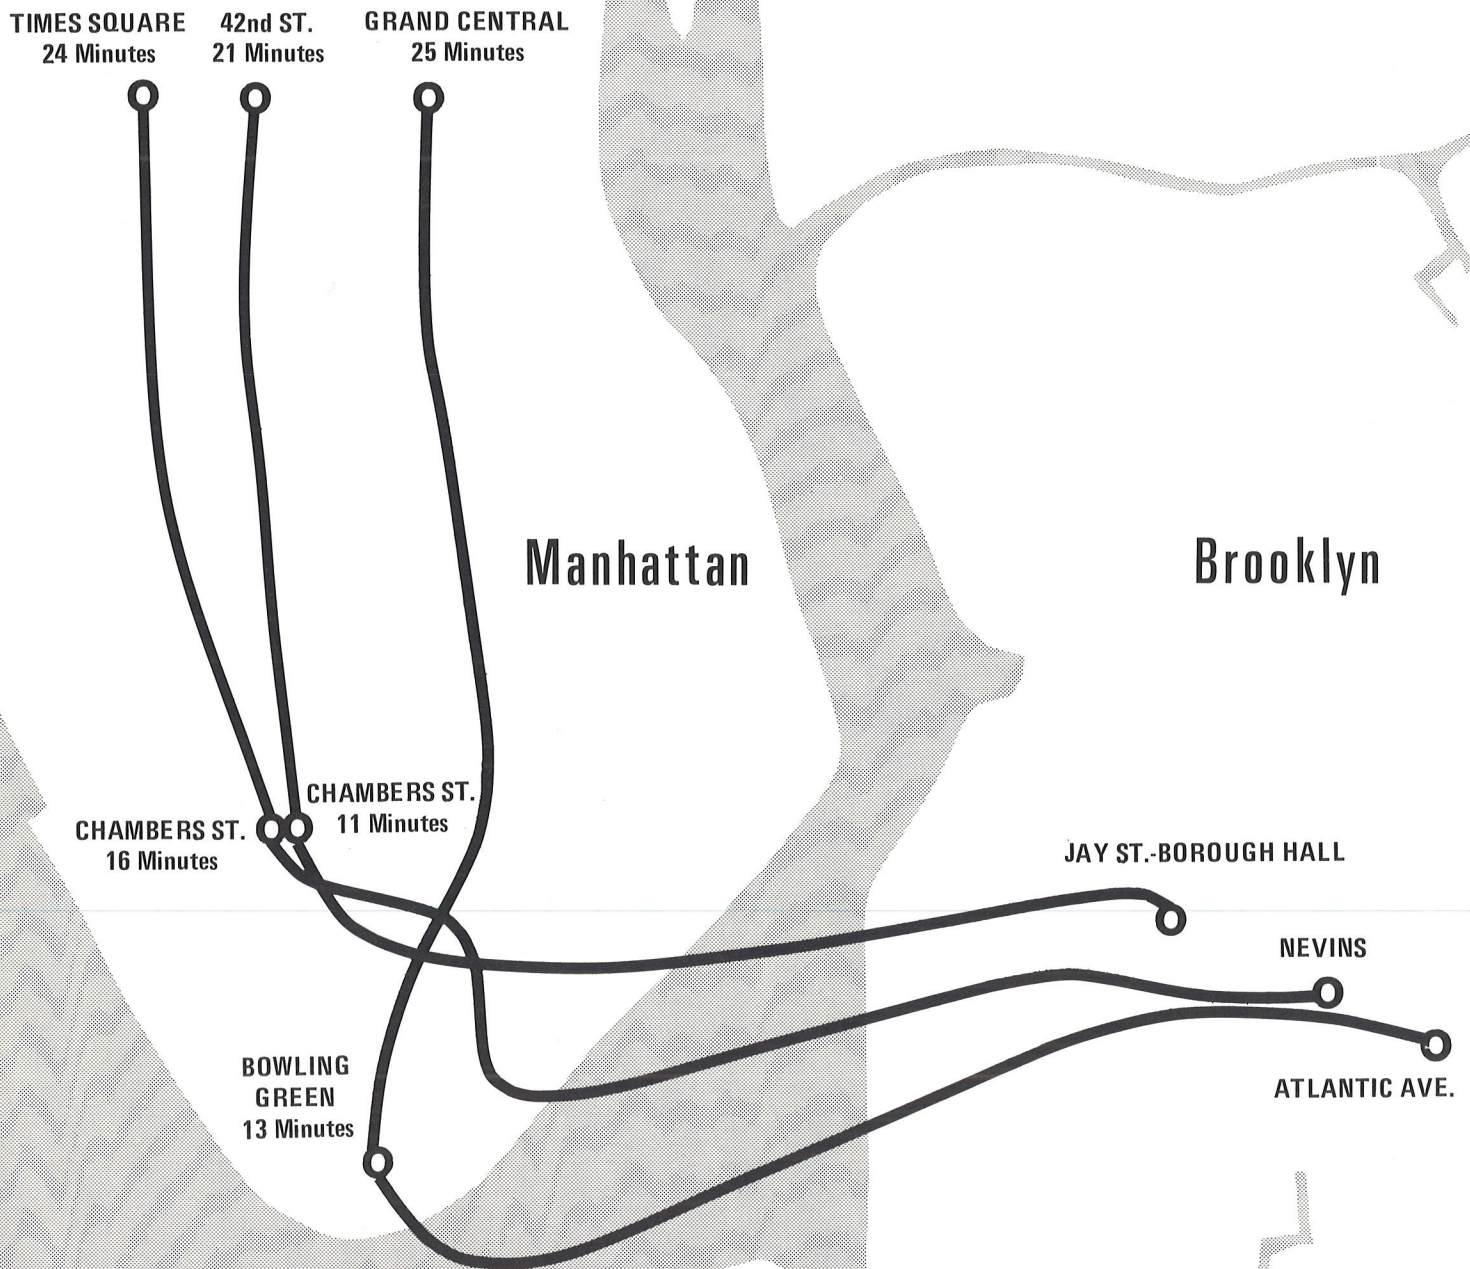 TIMES SQUARE
24 Minutes
42nd ST.
21 Minutes
GRAND CENTRAL
25 Minutes
Manhattan
Brooklyn
CHAMBERS ST.
11 Minutes
CHAMBERS ST.
16 Minutes
JAY ST.-BOROUGH HALL
NEVINS
BOWLING
GREEN
13 Minutes
ATLANTIC AVE.